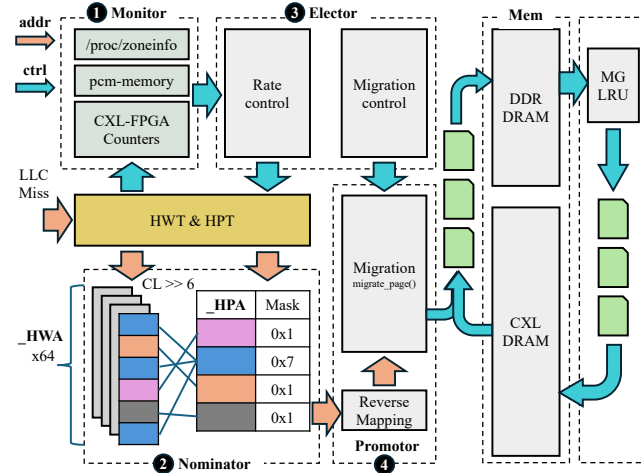 1 Monitor
3 Elector
Mem
addr
ctrl
/proc/zoneinfo
pcm-memory
CXL-FPGA
Counters
Rate
control
Migration
control
DDR
DRAM
MG
LRU
LLC
Miss
HWT & HPT
Migration
migrate_page()
CL >> 6
_HWA
x64
_HPA
Mask
0x1
0x7
0x1
0x1
CXL
DRAM
Reverse
Mapping
2 Nominator
Promotor
4